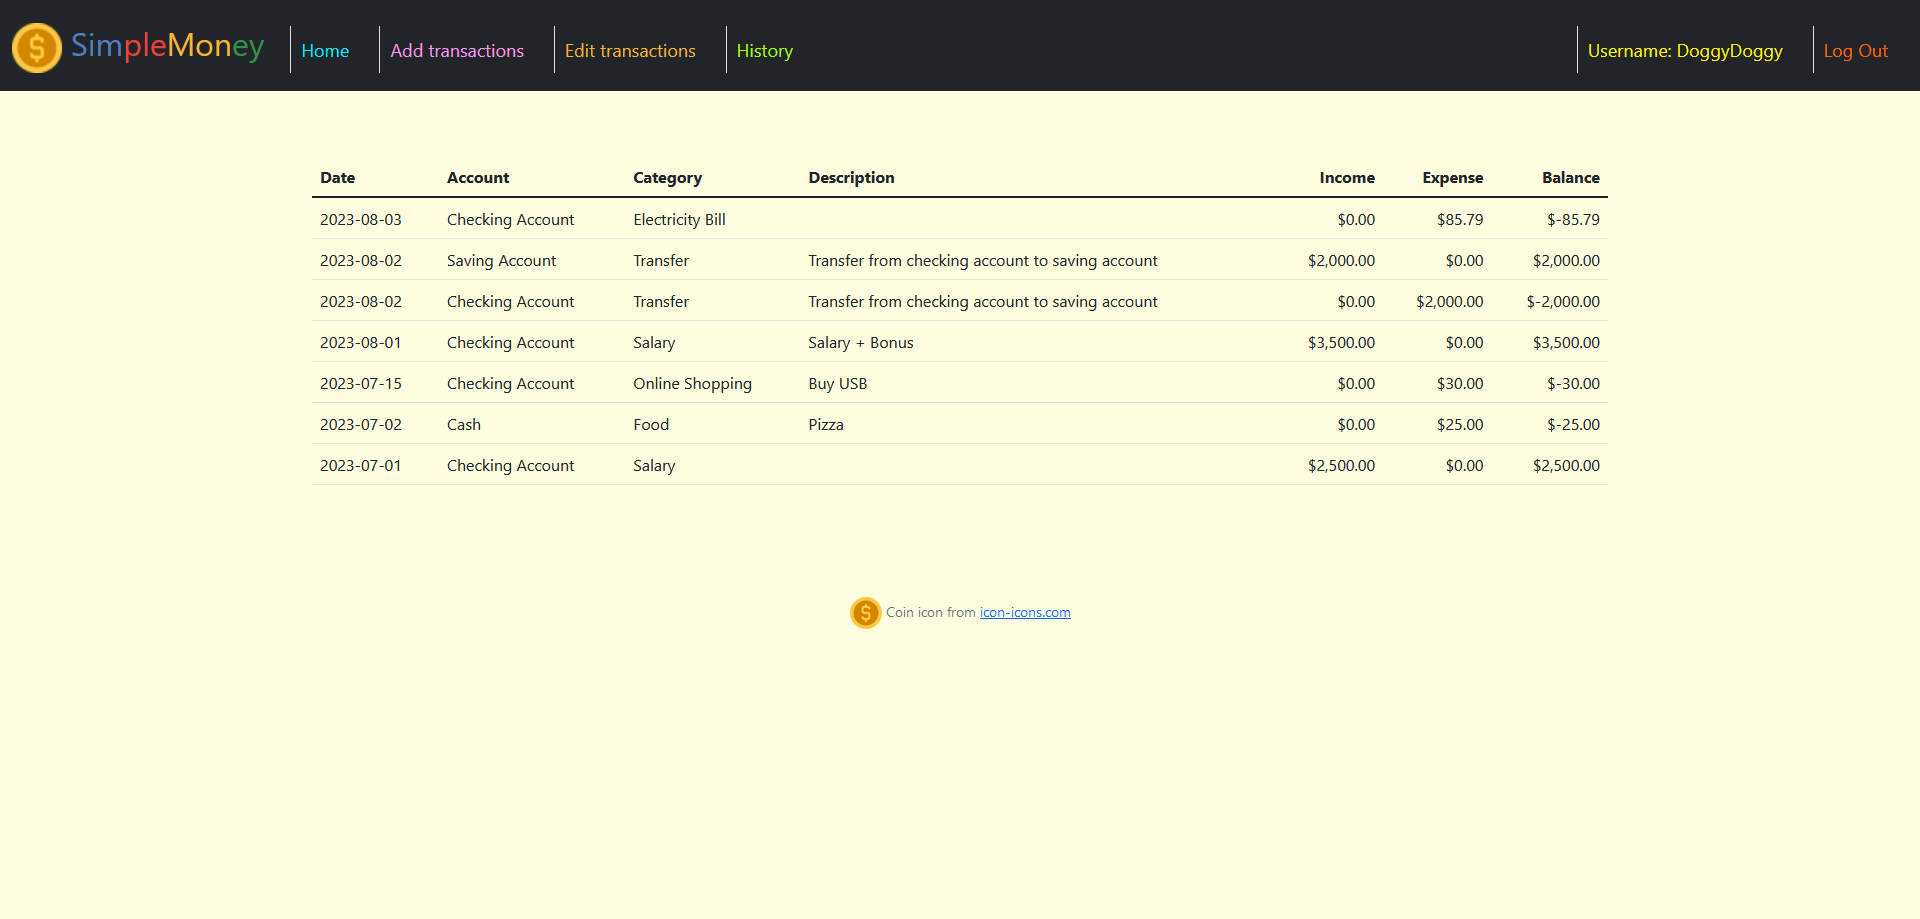 SimpleMoney Home Add transactions Edit transactions History Username: DoggyDoggy Log Out
Date Account Category Description Income Expense Balance
2023-08-03 Checking Account Electricity Bill $0.00 $85.79 $-85.79
2023-08-02 Saving Account Transfer Transfer from checking account to saving account $2,000.00 $0.00 $2,000.00
2023-08-02 Checking Account Transfer Transfer from checking account to saving account $0.00 $2,000.00 $-2,000.00
2023-08-01 Checking Account Salary Salary + Bonus $3,500.00 $0.00 $3,500.00
2023-07-15 Checking Account Online Shopping Buy USB $0.00 $30.00 $-30.00
2023-07-02 Cash Food Pizza $0.00 $25.00 $-25.00
2023-07-01 Checking Account Salary $2,500.00 $0.00 $2,500.00
Coin icon from icon-icons.com